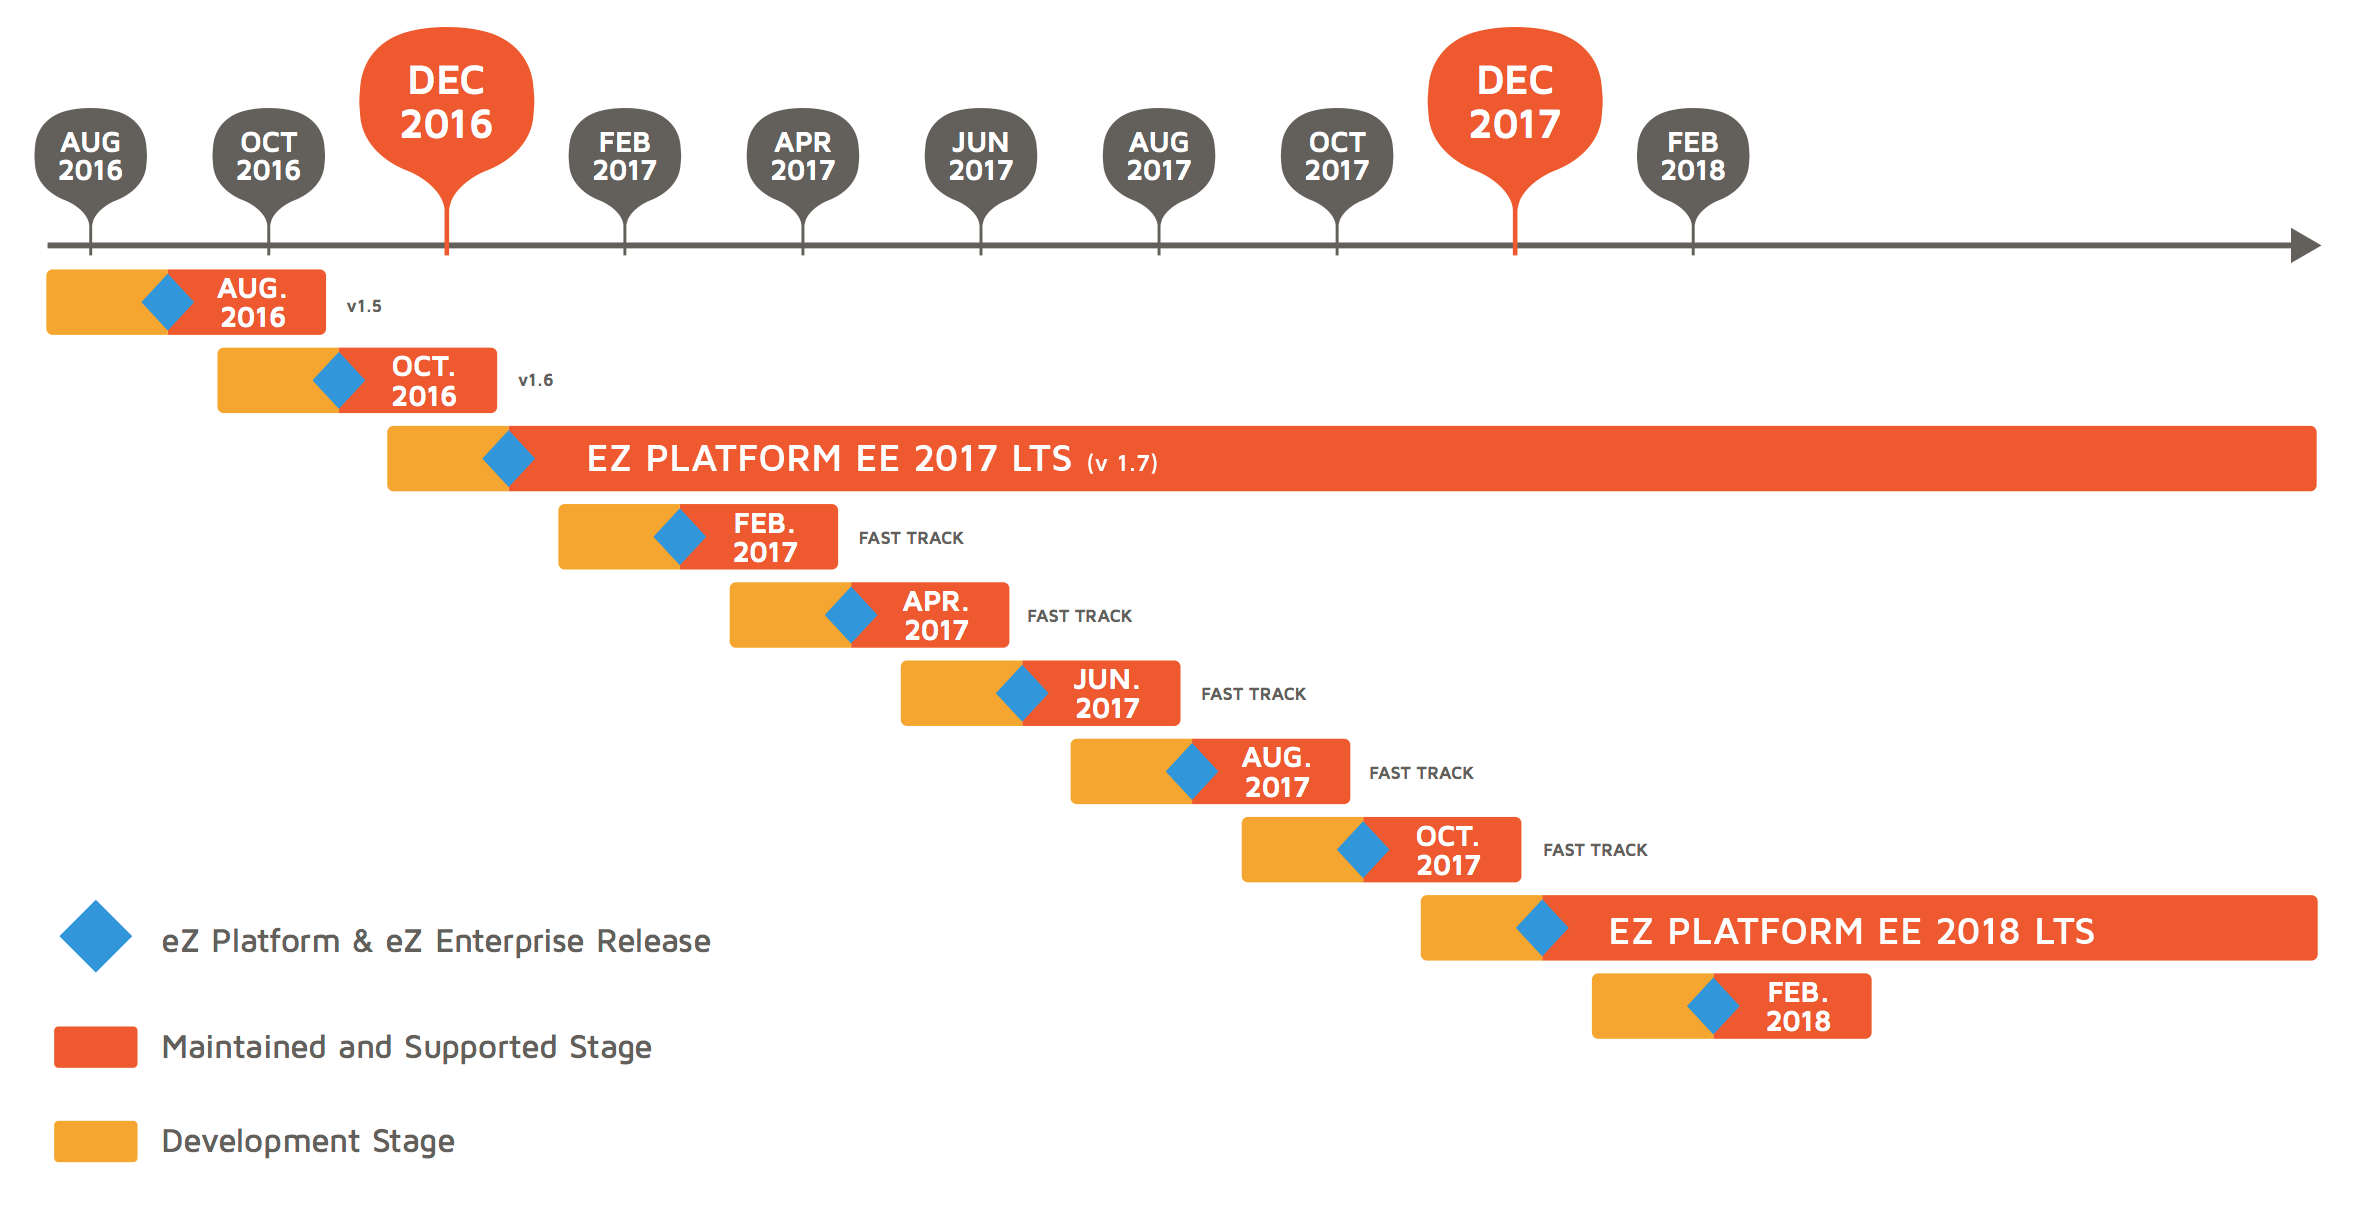 AUG
2016
OCT
2016
DEC
2016
FEB
2017
APR
2017
JUN
2017
AUG
2017
OCT
2017
DEC
2017
FEB
2018
AUG.
2016
v1.5
OCT.
2016
v1.6
EZ PLATFORM EE 2017 LTS (v 1.7)
FEB.
2017
FAST TRACK
APR.
2017
FAST TRACK
JUN.
2017
FAST TRACK
AUG.
2017
FAST TRACK
OCT.
2017
FAST TRACK
EZ PLATFORM EE 2018 LTS
FEB.
2018
eZ Platform & eZ Enterprise Release
Maintained and Supported Stage
Development Stage